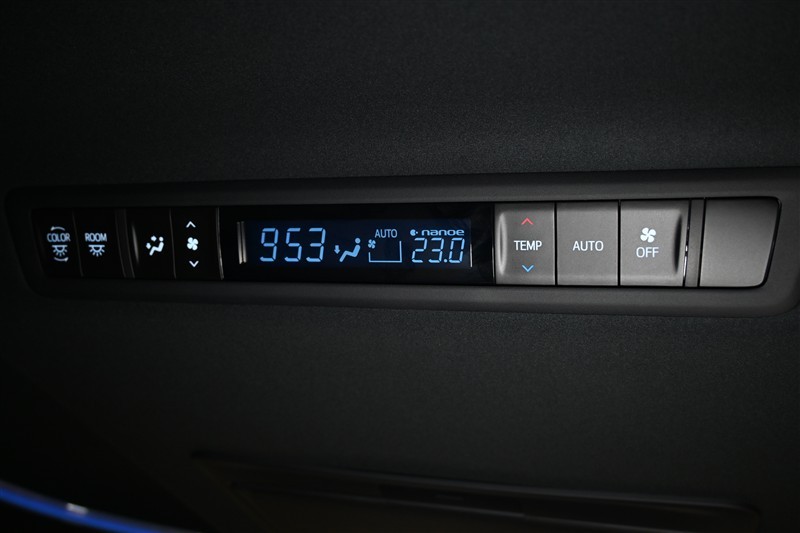 COLOR
ROOM
953
AUTO
nanoe
23.0
TEMP
AUTO
OFF